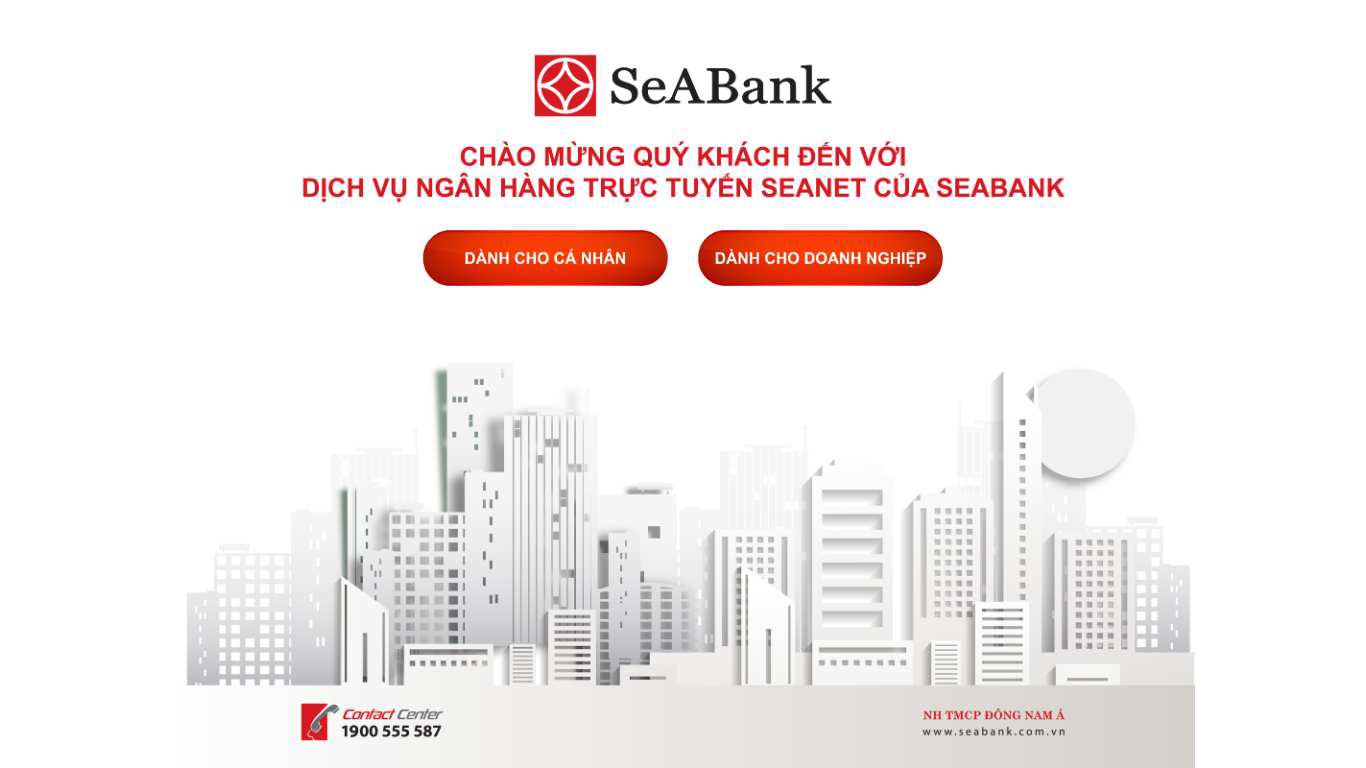 SeABank
CHÀO MỪNG QUÝ KHÁCH ĐẾN VỚI
DỊCH VỤ NGÂN HÀNG TRỰC TUYẾN SEANET CỦA SEABANK
DÀNH CHO CÁ NHÂN
DÀNH CHO DOANH NGHIỆP
Contact Center
1900 555 587
NH TMCP ĐÔNG NAM Á
www.seabank.com.vn